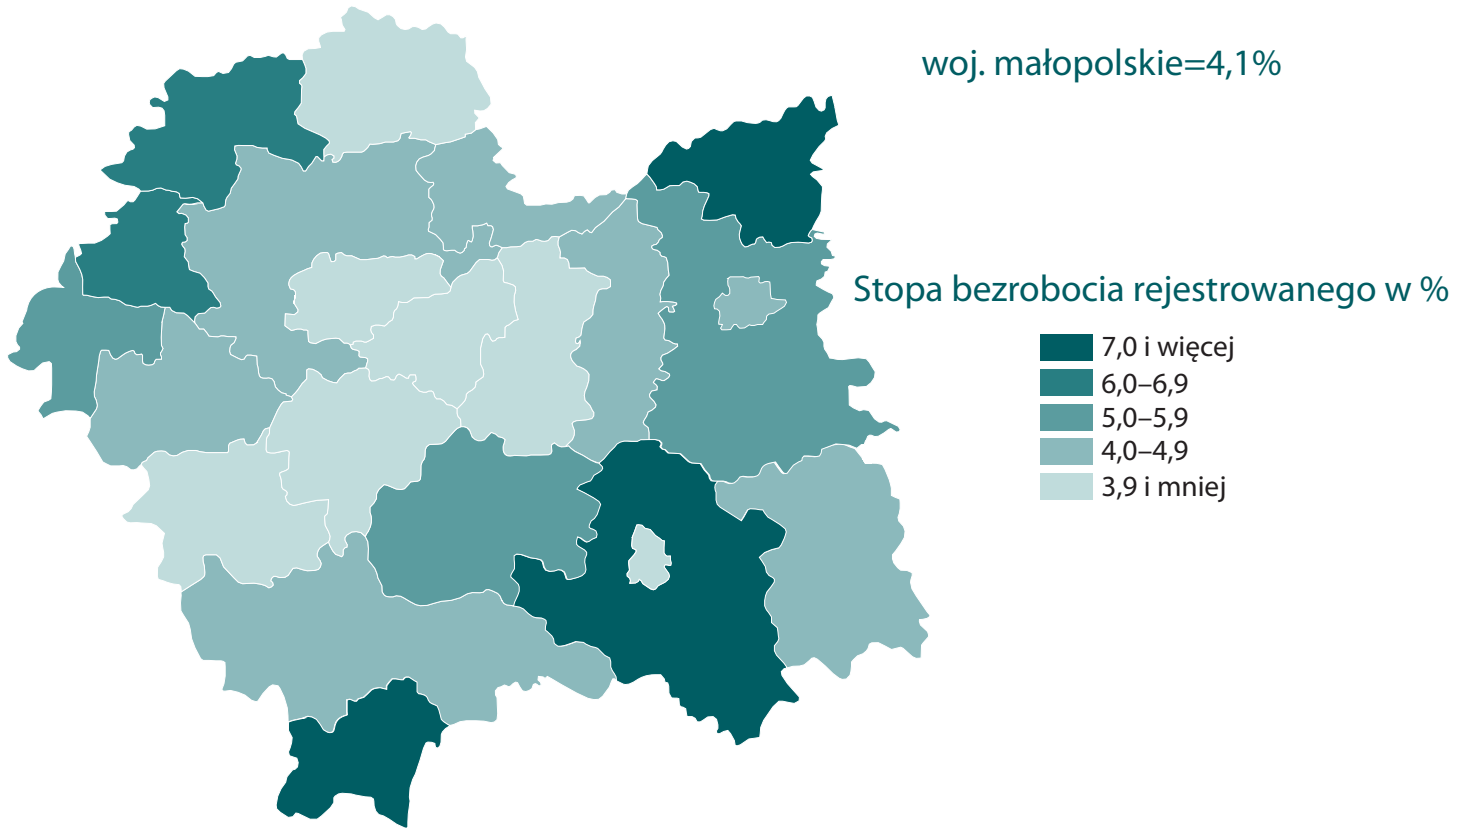 woj. małopolskie=4,1%
Stopa bezrobocia rejestrowanego w %
7,0 i więcej
6,0–6,9
5,0–5,9
4,0–4,9
3,9 i mniej